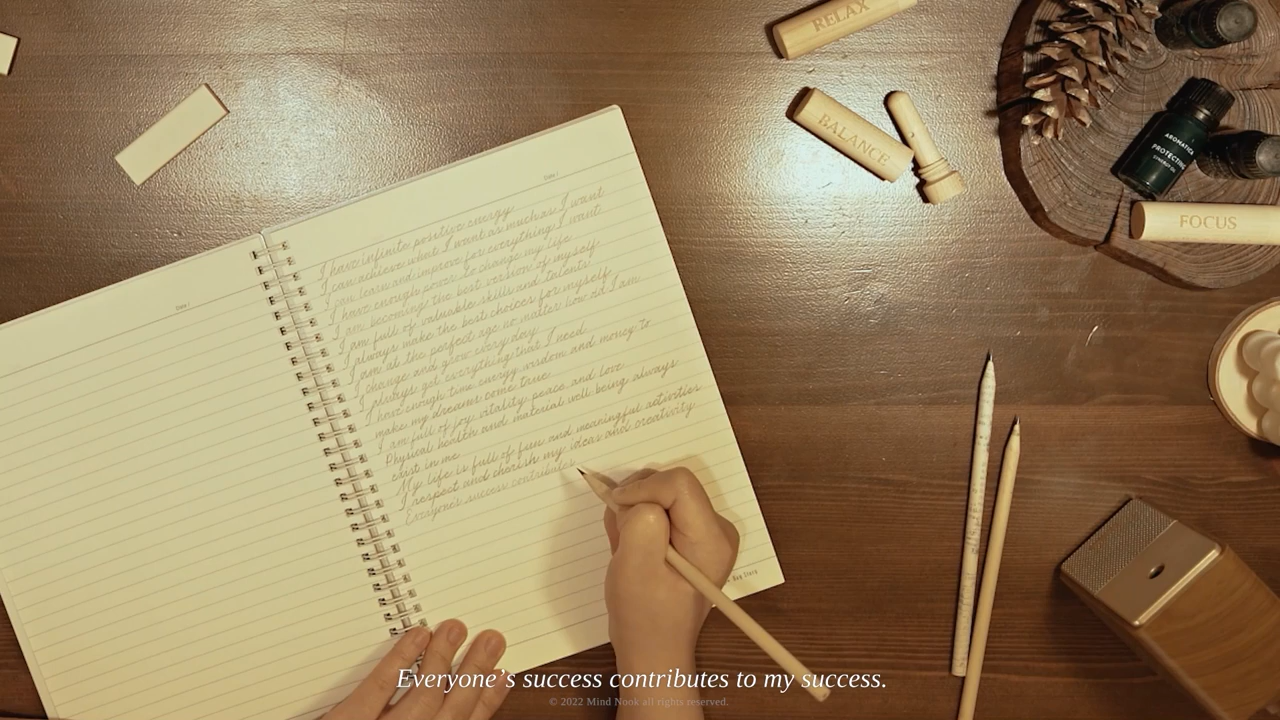 RELAX
BALANCE
AROMATICA
PROTECTING
SYNERGY OIL
FOCUS
Date /
Date /
I have infinite positive energy
I can achieve what I want as much as I want
I can learn and improve for everything I want
I have enough power to change my life
I am becoming the best version of myself
I am full of valuable skills and talents
I always make the best choices for myself
I am at the perfect age no matter how old I am
I change and grow every day
I always get everything that I need
I have enough time energy wisdom and money to
make my dreams come true
I am full of joy, vitality, peace, and love
Physical health and material well-being always
exist in me
My life is full of fun and meaningful activities
I respect and cherish my ideas and creativity
Everyone's success contributes
Everyone's success contributes to my success.
© 2022 Mind Nook all rights reserved.